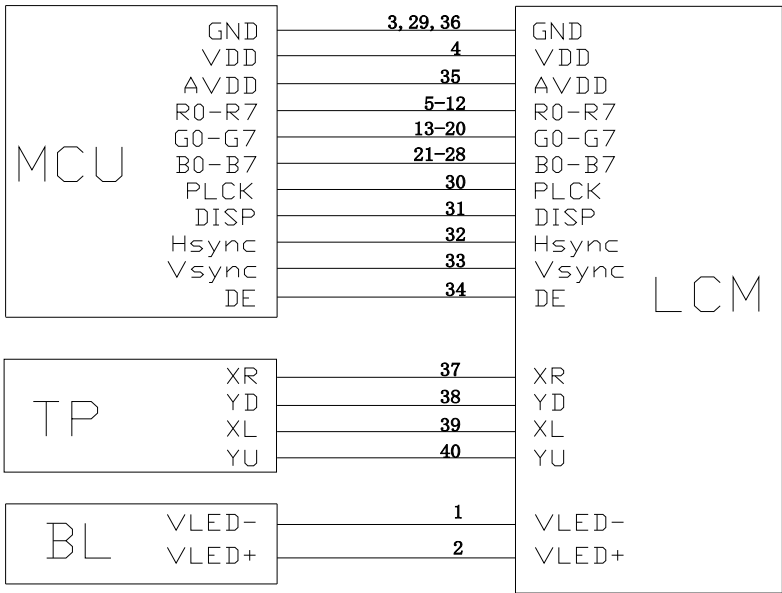 GND 3,29,36 GND
VDD 4 VDD
AVDD 35 AVDD
R0-R7 5-12 R0-R7
G0-G7 13-20 G0-G7
MCU B0-B7 21-28 B0-B7
PLCK 30 PLCK
DISP 31 DISP
Hsync 32 Hsync
Vsync 33 Vsync
DE 34 DE LCM
XR 37 XR
YD 38 YD
TP
XL 39 XL
YU 40 YU
VLED- 1 VLED-
BL
VLED+ 2 VLED+